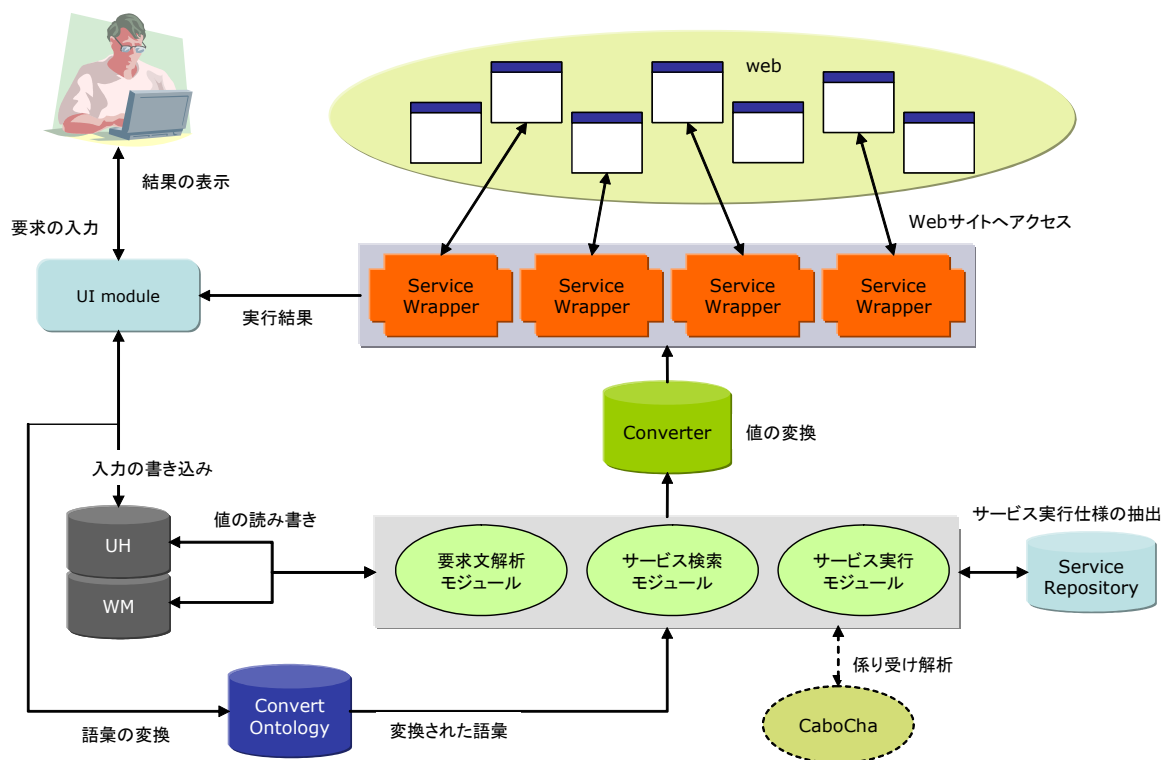 web
結果の表示
要求の入力
Webサイトへアクセス
UI module
実行結果
Service
Wrapper
Service
Wrapper
Service
Wrapper
Service
Wrapper
Converter
値の変換
入力の書き込み
値の読み書き
UH
WM
要求文解析
モジュール
サービス検索
モジュール
サービス実行
モジュール
サービス実行仕様の抽出
Service
Repository
係り受け解析
CaboCha
Convert
Ontology
語彙の変換
変換された語彙